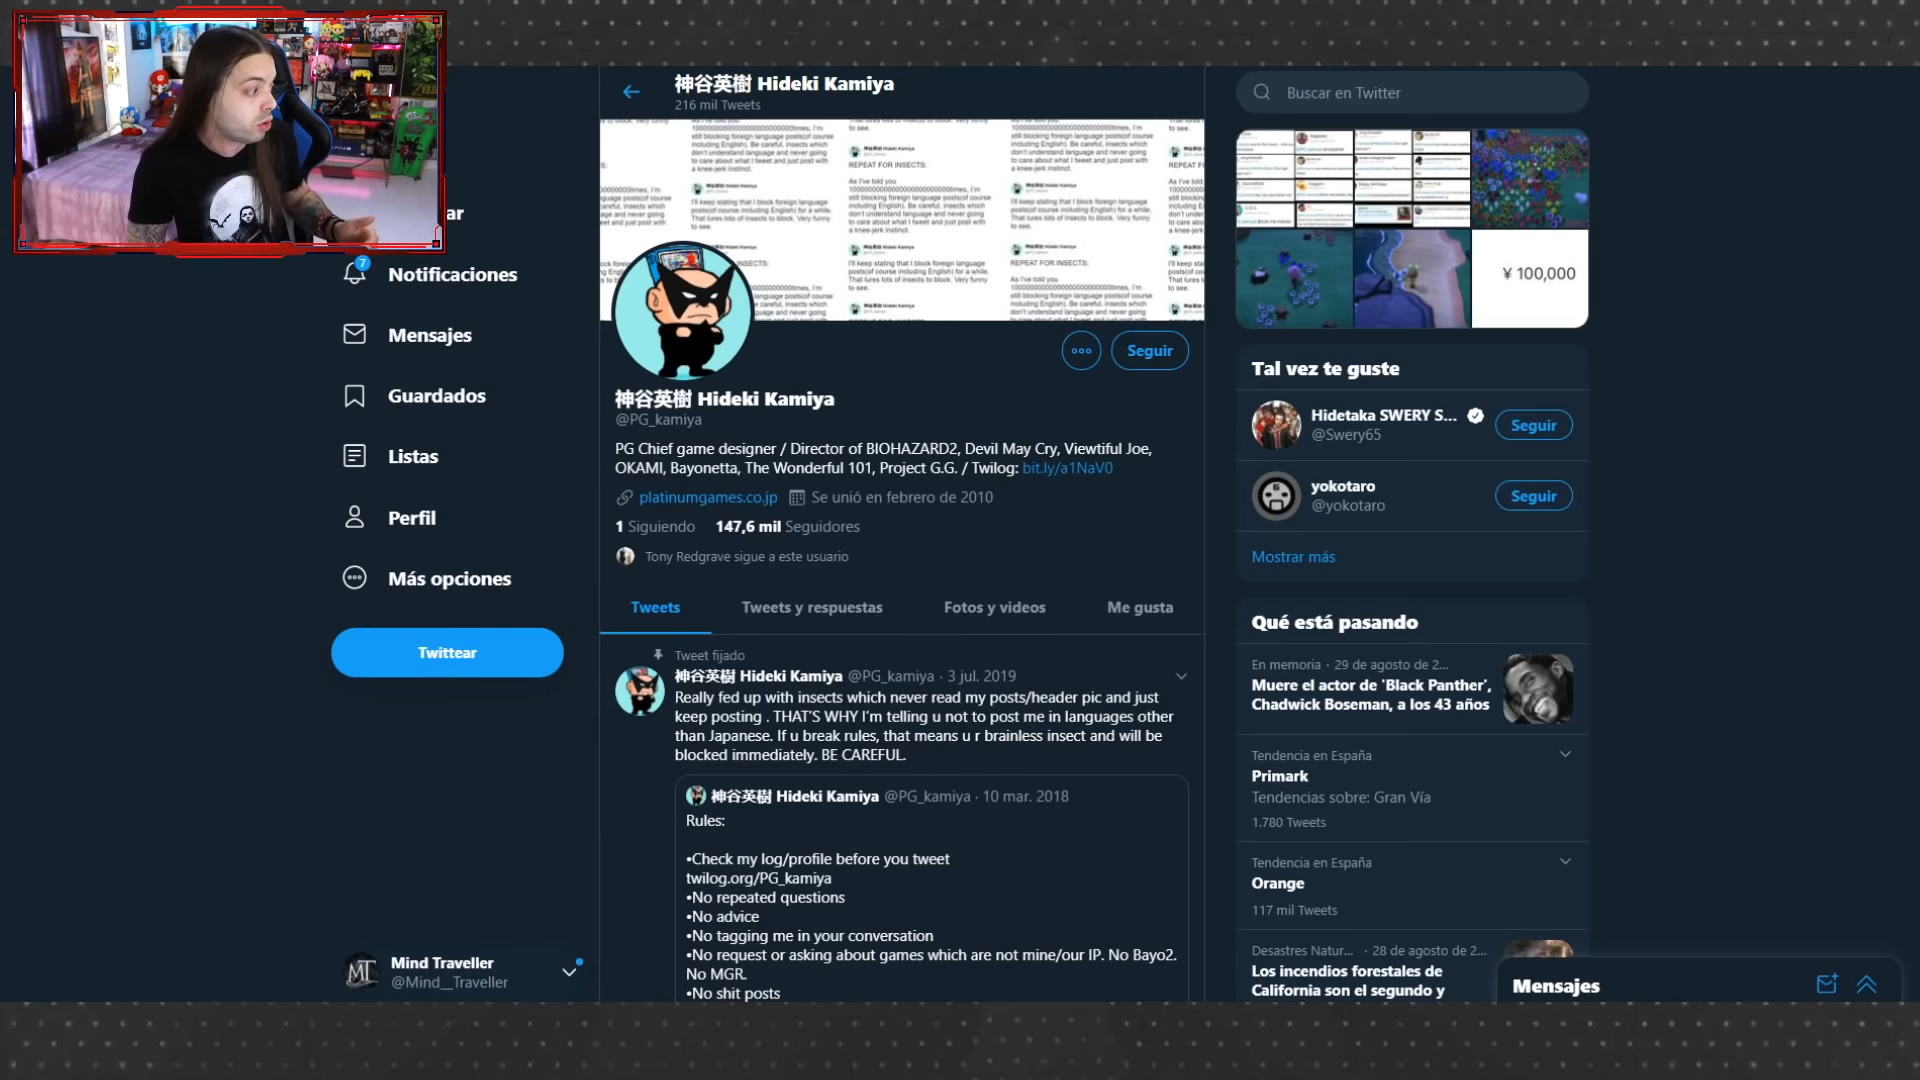 ar
Notificaciones
7
Mensajes
Guardados
Listas
Perfil
Más opciones
Twittear
Mind Traveller
@Mind__Traveller
神谷英樹 Hideki Kamiya
216 mil Tweets
REPEAT FOR INSECTS:
REPEAT FOR INSECTS:
Seguir
神谷英樹 Hideki Kamiya
@PG_kamiya
PG Chief game designer / Director of BIOHAZARD2, Devil May Cry, Viewtiful Joe,
OKAMI, Bayonetta, The Wonderful 101, Project G.G. / Twilog: bit.ly/a1NaV0
platinumgames.co.jp Se unió en febrero de 2010
1 Siguiendo 147,6 mil Seguidores
Tony Redgrave sigue a este usuario
Tweets Tweets y respuestas Fotos y videos Me gusta
Tweet fijado
神谷英樹 Hideki Kamiya @PG_kamiya · 3 jul. 2019
Really fed up with insects which never read my posts/header pic and just
keep posting . THAT'S WHY I'm telling u not to post me in languages other
than Japanese. If u break rules, that means u r brainless insect and will be
blocked immediately. BE CAREFUL.
神谷英樹 Hideki Kamiya @PG_kamiya · 10 mar. 2018
Rules:
•Check my log/profile before you tweet
twilog.org/PG_kamiya
•No repeated questions
•No advice
•No tagging me in your conversation
•No request or asking about games which are not mine/our IP. No Bayo2.
No MGR.
•No shit posts
Buscar en Twitter
¥ 100,000
Tal vez te guste
Hidetaka SWERY S...
@Swery65
Seguir
yokotaro
@yokotaro
Seguir
Mostrar más
Qué está pasando
En memoria · 29 de agosto de 2...
Muere el actor de 'Black Panther',
Chadwick Boseman, a los 43 años
Tendencia en España
Primark
Tendencias sobre: Gran Vía
1.780 Tweets
Tendencia en España
Orange
117 mil Tweets
Desastres Natur... · 28 de agosto de 2...
Los incendios forestales de
California son el segundo y
Mensajes